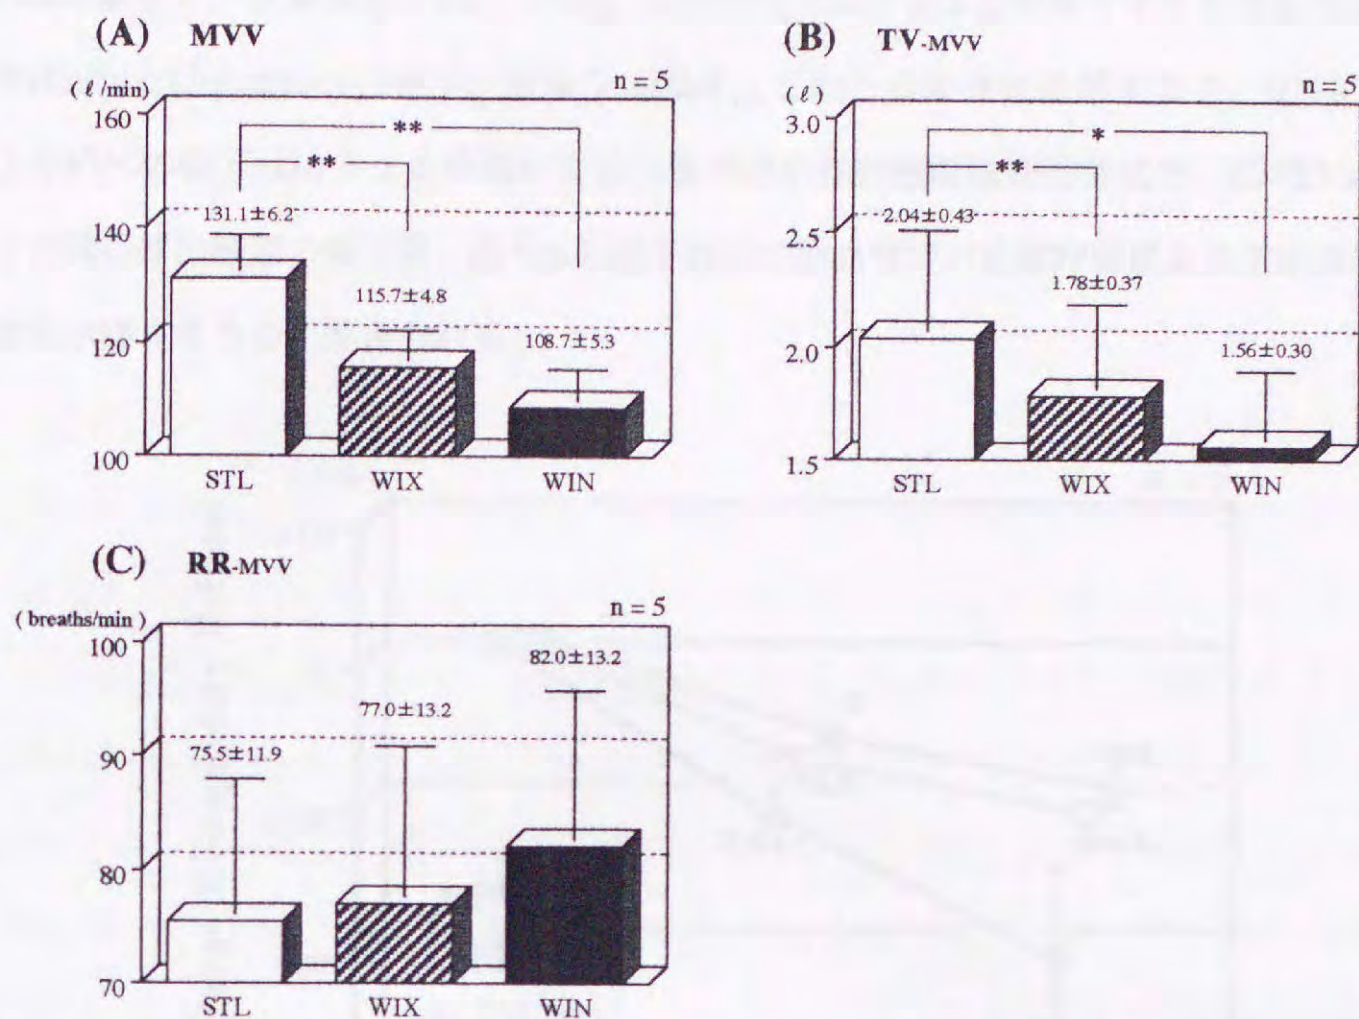 (A) MVV
(ℓ/min)
n = 5
160
140
120
100
**
**
131.1±6.2
115.7±4.8
108.7±5.3
STL WIX WIN
(B) TV-MVV
(ℓ)
n = 5
3.0
2.5
2.0
1.5
*
**
2.04±0.43
1.78±0.37
1.56±0.30
STL WIX WIN
(C) RR-MVV
(breaths/min)
n = 5
100
90
80
70
82.0±13.2
77.0±13.2
75.5±11.9
STL WIX WIN